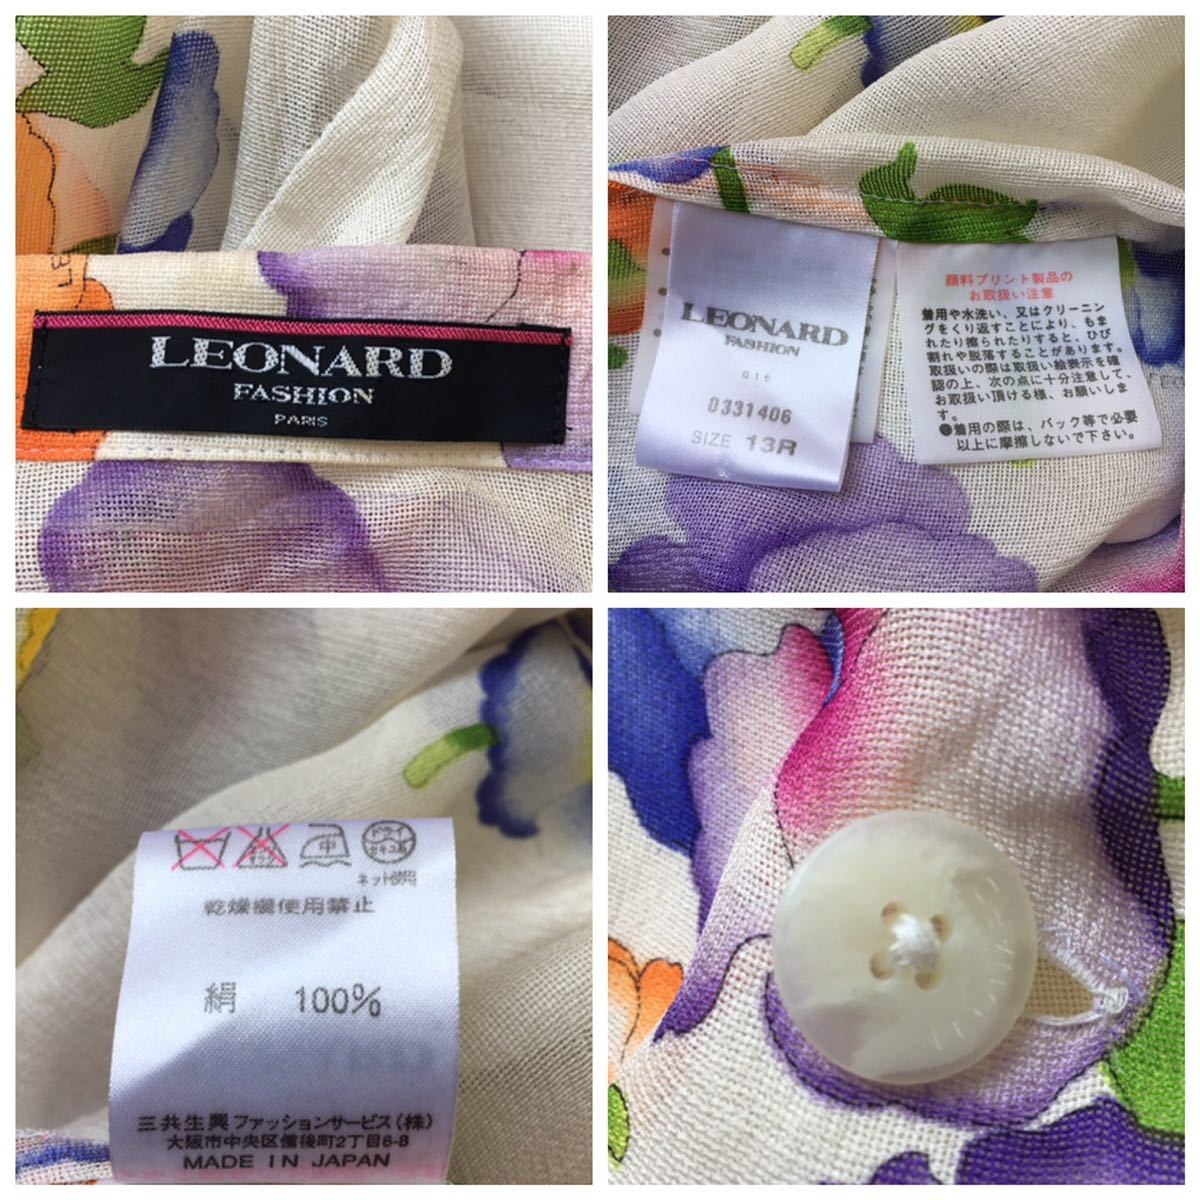 LEONARD
FASHION
PARIS
LEONARD
FASHION
016
0331406
SIZE 13R
顔料プリント製品の
お取扱い注意
着用や水洗い、又はクリーニン
グをくり返すことにより、もま
れたり擦られたりすると、ひび
割れや脱落することがあります。
取扱いの際は取扱い絵表示を確
認の上、次の点に十分注意して、
お取扱い頂ける様、お願いしま
す。
●着用の際は、バック等で必要
以上に摩擦しないで下さい。
中
ドライ
セキユ系
ネット使用
乾燥機使用禁止
絹 100%
三共生興ファッションサービス(株)
大阪市中央区備後町2丁目6-8
MADE IN JAPAN